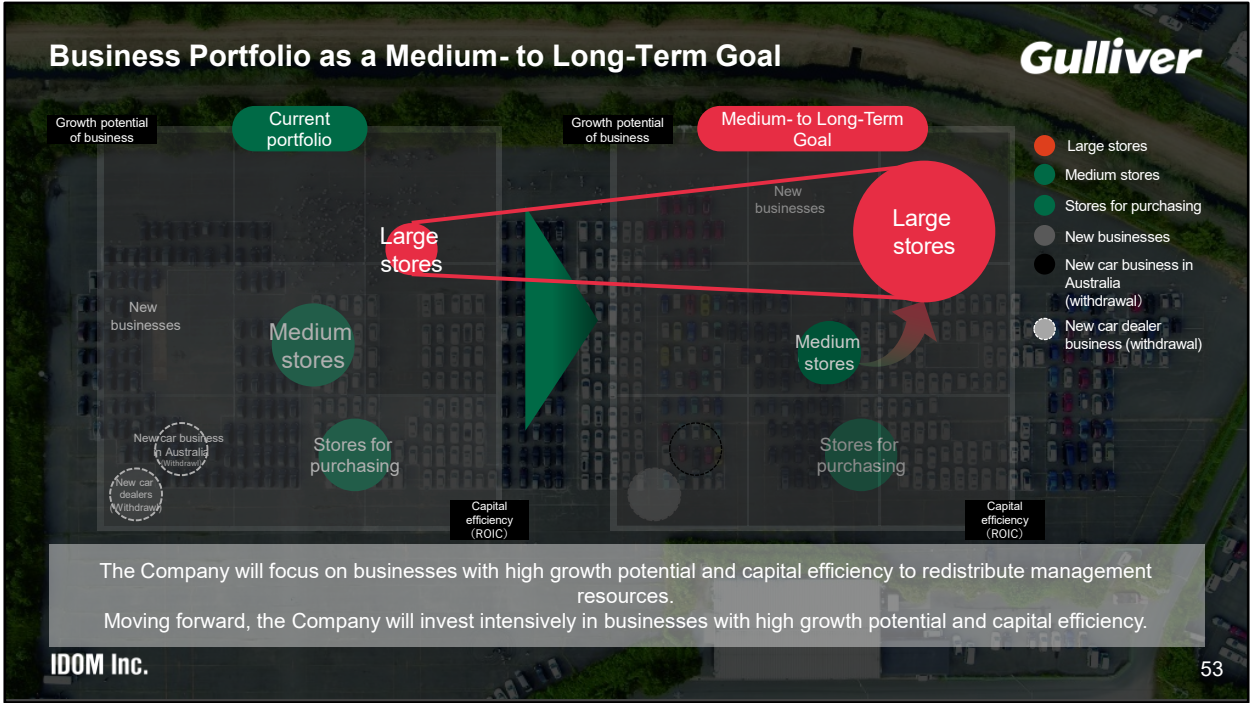 Business Portfolio as a Medium- to Long-Term Goal
Gulliver
Growth potential
of business
Current
portfolio
Growth potential
of business
Medium- to Long-Term
Goal
Large stores
Medium stores
Stores for purchasing
New businesses
New car business in
Australia
(withdrawal)
New car dealer
business (withdrawal)
Large
stores
New
businesses
Medium
stores
New car business
in Australia
(Withdrawl)
New car
dealers
(Withdrawl)
Stores for
purchasing
Capital
efficiency
(ROIC)
New
businesses
Large
stores
Medium
stores
Stores for
purchasing
Capital
efficiency
(ROIC)
The Company will focus on businesses with high growth potential and capital efficiency to redistribute management
resources.
Moving forward, the Company will invest intensively in businesses with high growth potential and capital efficiency.
IDOM Inc.
53